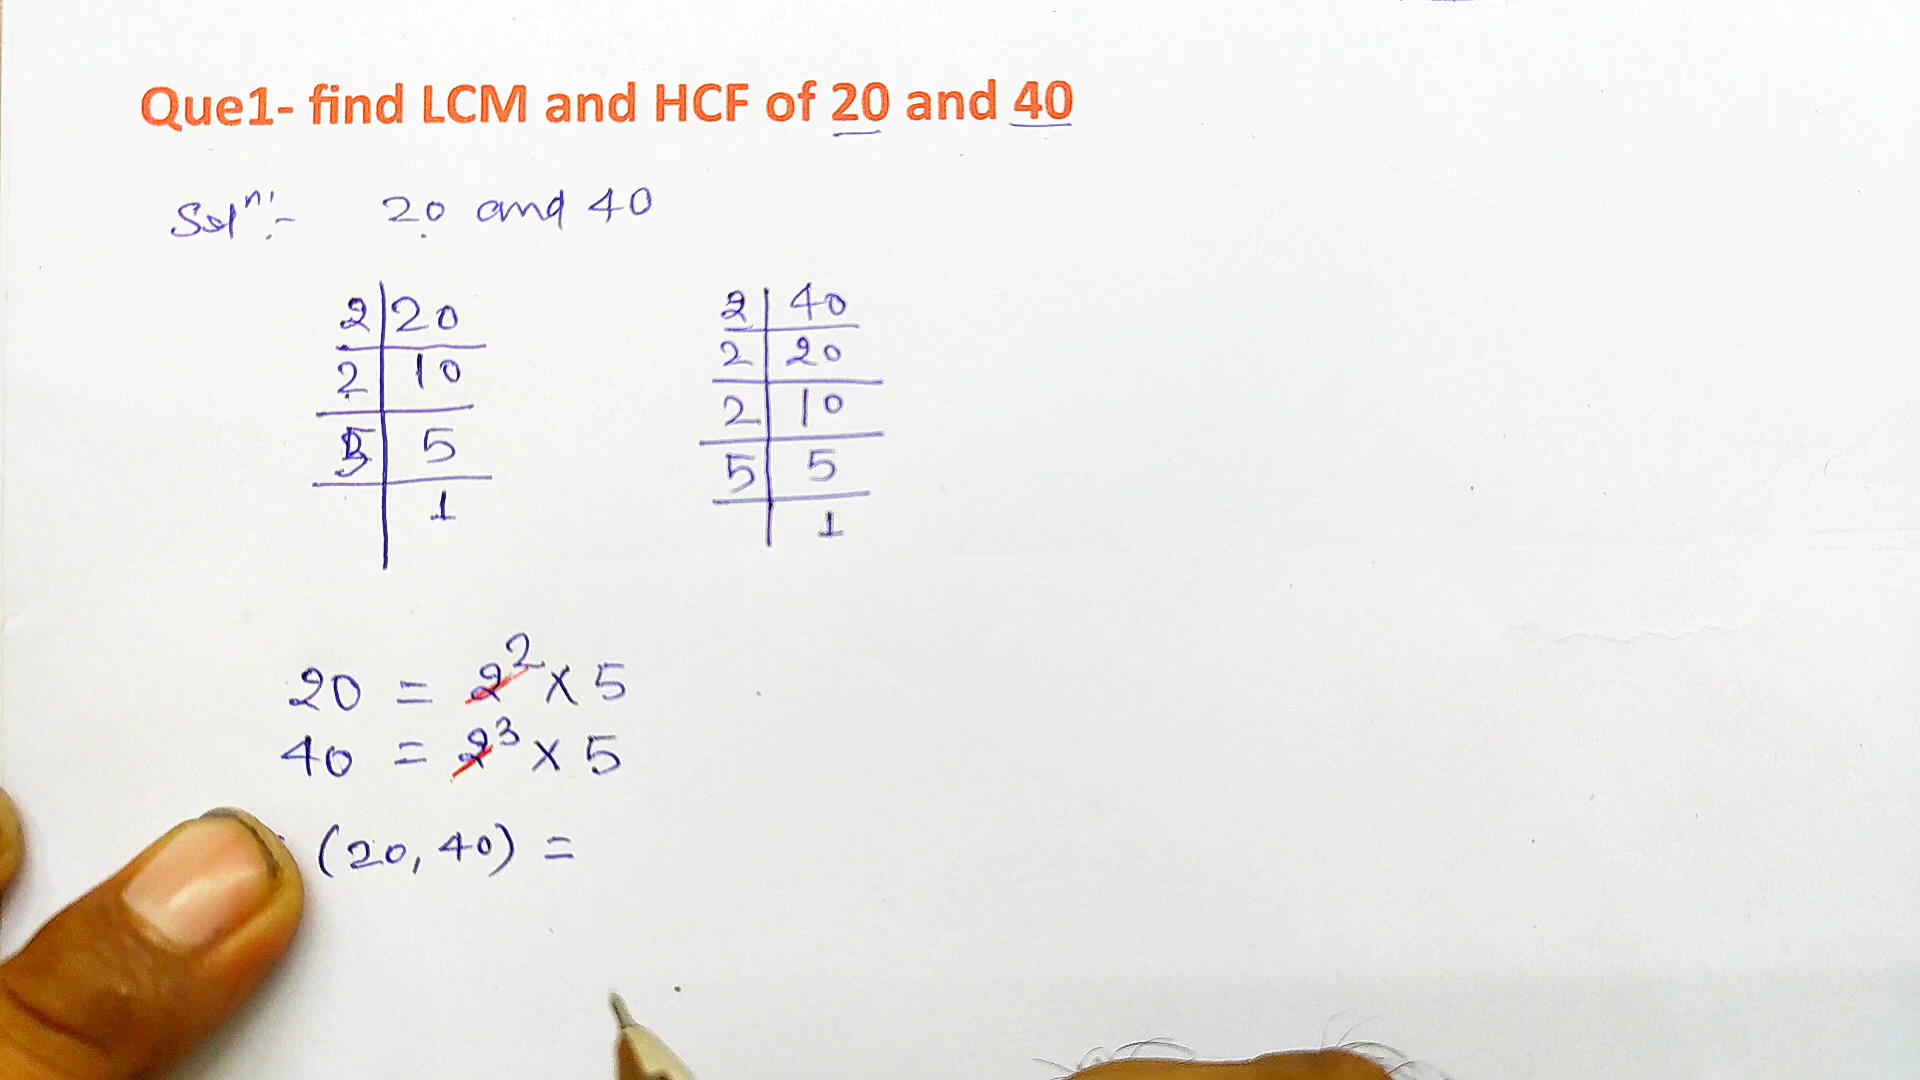 Que1- find LCM and HCF of 20 and 40
Solⁿ:- 20 and 40
2 | 20
2 | 10
5 | 5
1
2 | 40
2 | 20
2 | 10
5 | 5
1
20 = 2² × 5
40 = 2³ × 5
(20, 40) =